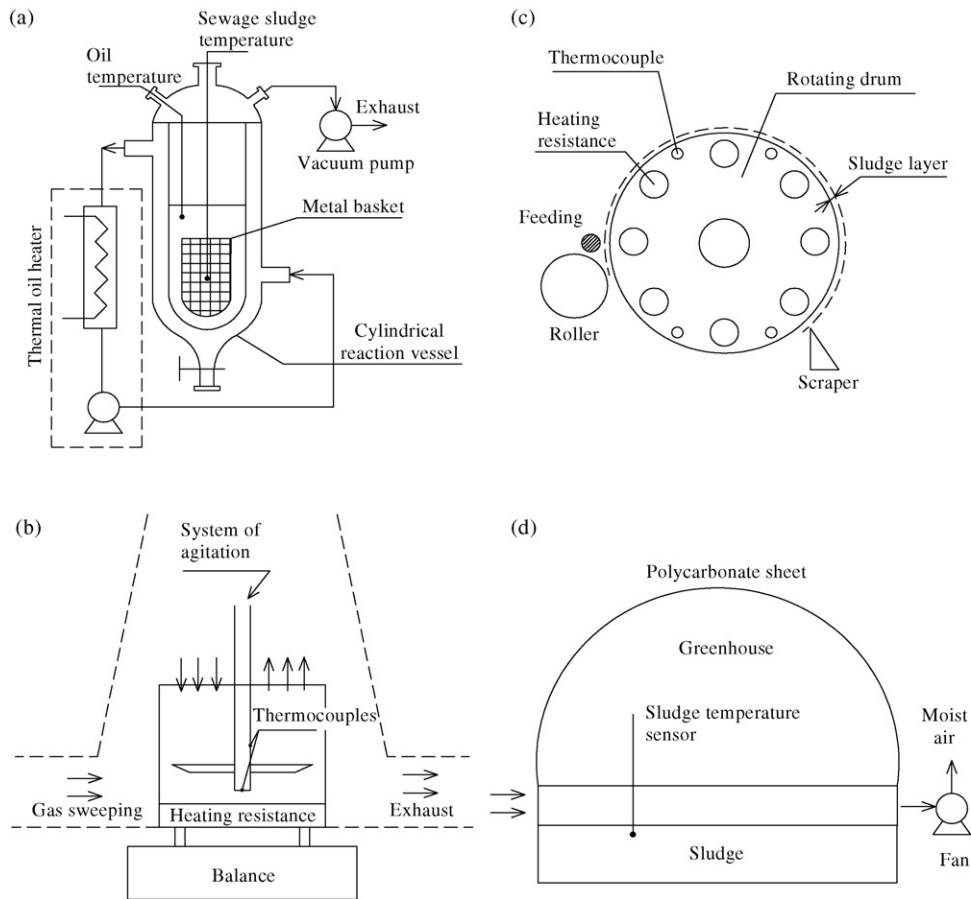 (a)
Sewage sludge
temperature
Oil
temperature
Exhaust
Vacuum pump
Metal basket
Thermal oil heater
Cylindrical
reaction vessel
(c)
Thermocouple
Rotating drum
Heating
resistance
Sludge layer
Feeding
Roller
Scraper
(b)
System of
agitation
Thermocouples
Gas sweeping
Heating resistance
Exhaust
Balance
(d)
Polycarbonate sheet
Greenhouse
Sludge temperature
sensor
Moist
air
Sludge
Fan